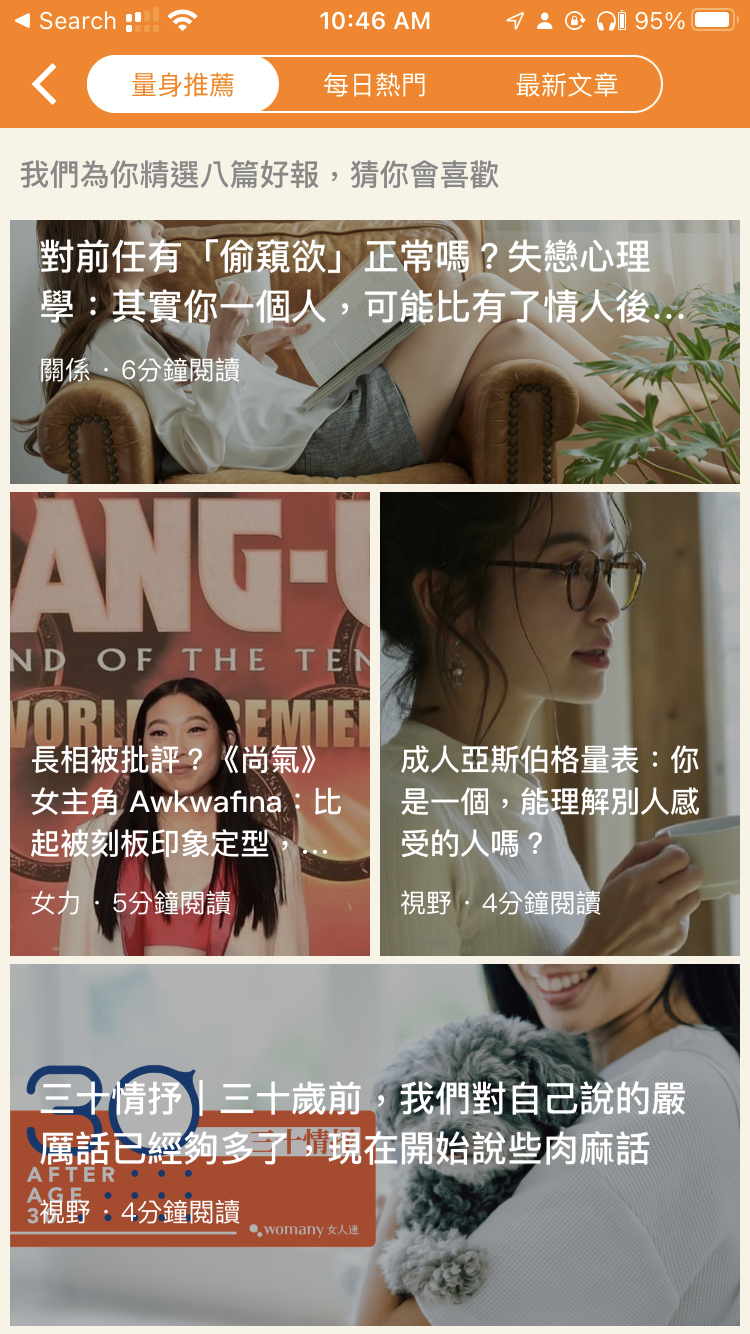 Search
10:46 AM
95%
量身推薦
每日熱門
最新文章
我們為你精選八篇好報，猜你會喜歡
對前任有「偷窺欲」正常嗎？失戀心理
學：其實你一個人，可能比有了情人後…
關係 · 6分鐘閱讀
ANG-
ND OF THE TEN
WORL REMIE
長相被批評？《尚氣》
女主角 Awkwafina：比
起被刻板印象定型，…
女力 · 5分鐘閱讀
成人亞斯伯格量表：你
是一個，能理解別人感
受的人嗎？
視野 · 4分鐘閱讀
30
三十情抒｜三十歲前，我們對自己說的嚴
厲話已經夠多了，現在開始說些肉麻話
三十情抒
AFTER
AGE
30
視野 · 4分鐘閱讀
womany 女人迷